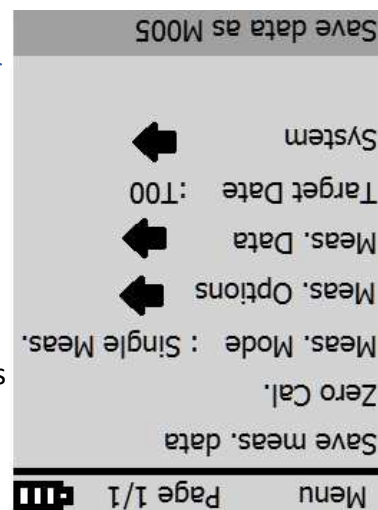 Menu Page 1/1
Save meas. data
Zero Cal.
Meas. Mode : Single Meas.
Meas. Options
Meas. Data
Target Date :T00
System
Save data as M005
s